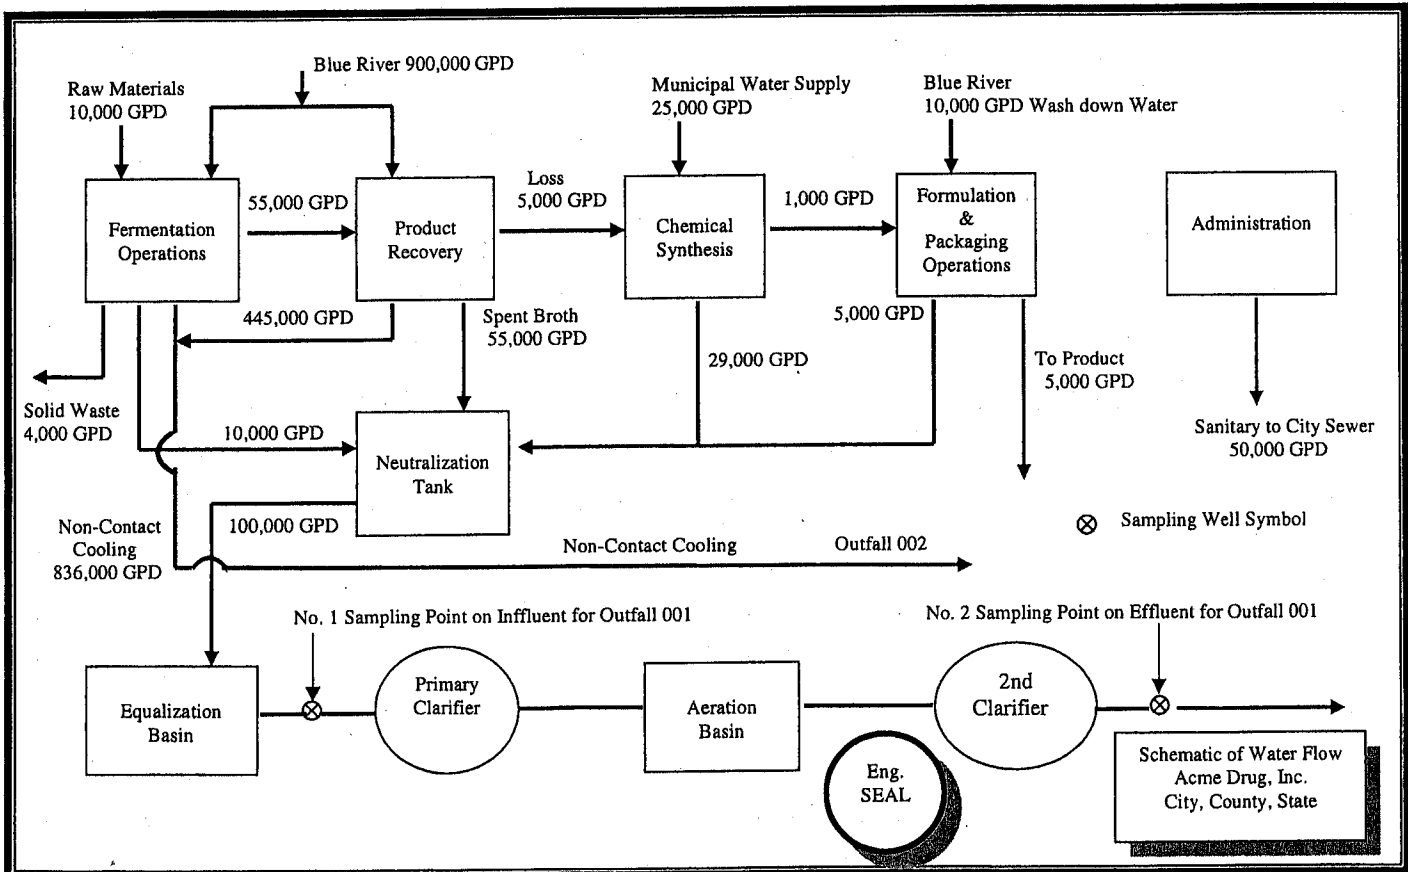 Blue River 900,000 GPD
Raw Materials
10,000 GPD
Municipal Water Supply
25,000 GPD
Blue River
10,000 GPD Wash down Water
Fermentation
Operations
55,000 GPD
Product
Recovery
Loss
5,000 GPD
Chemical
Synthesis
1,000 GPD
Formulation
&
Packaging
Operations
Administration
445,000 GPD
Spent Broth
55,000 GPD
29,000 GPD
5,000 GPD
To Product
5,000 GPD
Solid Waste
4,000 GPD
10,000 GPD
Neutralization
Tank
Sanitary to City Sewer
50,000 GPD
Non-Contact
Cooling
836,000 GPD
100,000 GPD
Sampling Well Symbol
Non-Contact Cooling
Outfall 002
No. 1 Sampling Point on Inffluent for Outfall 001
No. 2 Sampling Point on Effluent for Outfall 001
Equalization
Basin
Primary
Clarifier
Aeration
Basin
2nd
Clarifier
Eng.
SEAL
Schematic of Water Flow
Acme Drug, Inc.
City, County, State